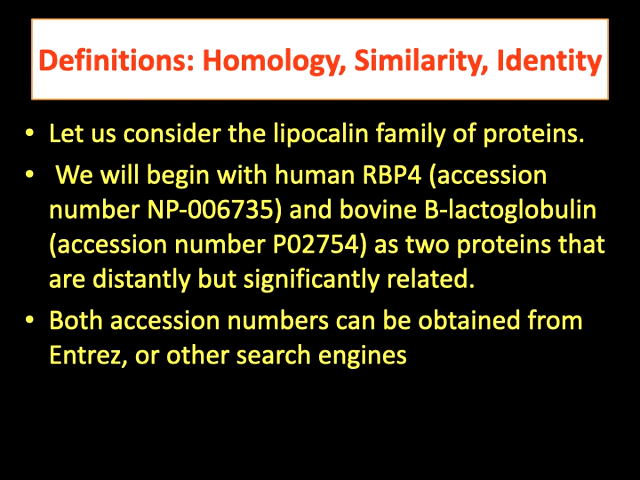 Definitions: Homology, Similarity, Identity
• Let us consider the lipocalin family of proteins.
• We will begin with human RBP4 (accession
number NP-006735) and bovine B-lactoglobulin
(accession number P02754) as two proteins that
are distantly but significantly related.
• Both accession numbers can be obtained from
Entrez, or other search engines